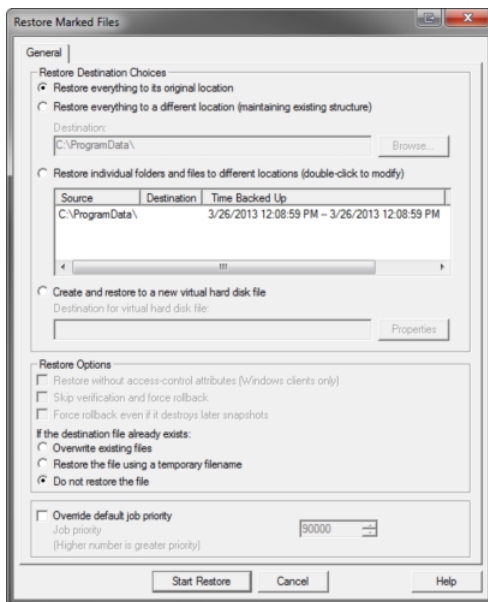 Restore Marked Files
General
Restore Destination Choices
Restore everything to its original location
Restore everything to a different location (maintaining existing structure)
Destination:
C:\ProgramData\
Browse...
Restore individual folders and files to different locations (double-click to modify)
Source Destination Time Backed Up
C:\ProgramData\ 3/26/2013 12:08:59 PM – 3/26/2013 12:08:59 PM
Create and restore to a new virtual hard disk file
Destination for virtual hard disk file:
Properties
Restore Options
Restore without access-control attributes (Windows clients only)
Skip verification and force rollback
Force rollback even if it destroys later snapshots
If the destination file already exists:
Overwrite existing files
Restore the file using a temporary filename
Do not restore the file
Override default job priority
Job priority 90000
(Higher number is greater priority)
Start Restore Cancel Help